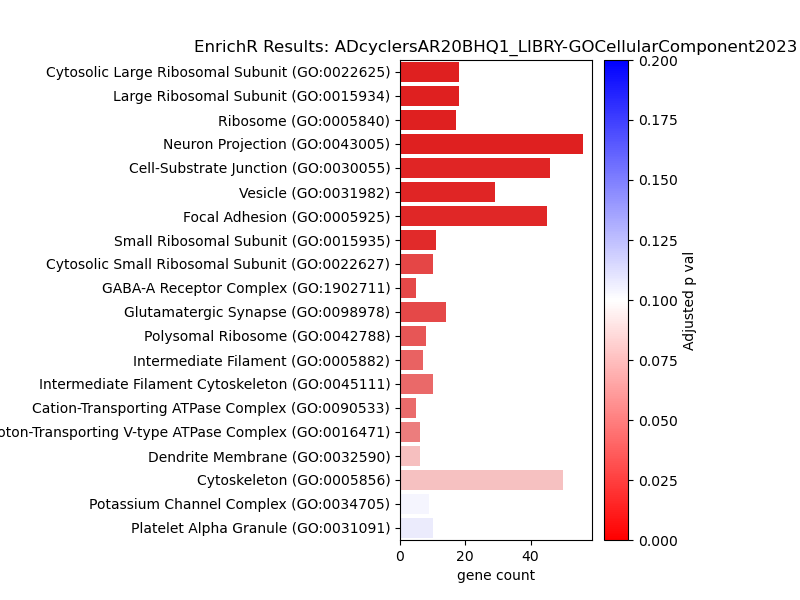 EnrichR Results: ADcyclersAR20BHQ1_LIBRY-GOCellularComponent2023
Cytosolic Large Ribosomal Subunit (GO:0022625)
Large Ribosomal Subunit (GO:0015934)
Ribosome (GO:0005840)
Neuron Projection (GO:0043005)
Cell-Substrate Junction (GO:0030055)
Vesicle (GO:0031982)
Focal Adhesion (GO:0005925)
Small Ribosomal Subunit (GO:0015935)
Cytosolic Small Ribosomal Subunit (GO:0022627)
GABA-A Receptor Complex (GO:1902711)
Glutamatergic Synapse (GO:0098978)
Polysomal Ribosome (GO:0042788)
Intermediate Filament (GO:0005882)
Intermediate Filament Cytoskeleton (GO:0045111)
Cation-Transporting ATPase Complex (GO:0090533)
oton-Transporting V-type ATPase Complex (GO:0016471)
Dendrite Membrane (GO:0032590)
Cytoskeleton (GO:0005856)
Potassium Channel Complex (GO:0034705)
Platelet Alpha Granule (GO:0031091)
0 20 40
gene count
0.200
0.175
0.150
0.125
0.100
0.075
0.050
0.025
0.000
Adjusted p val